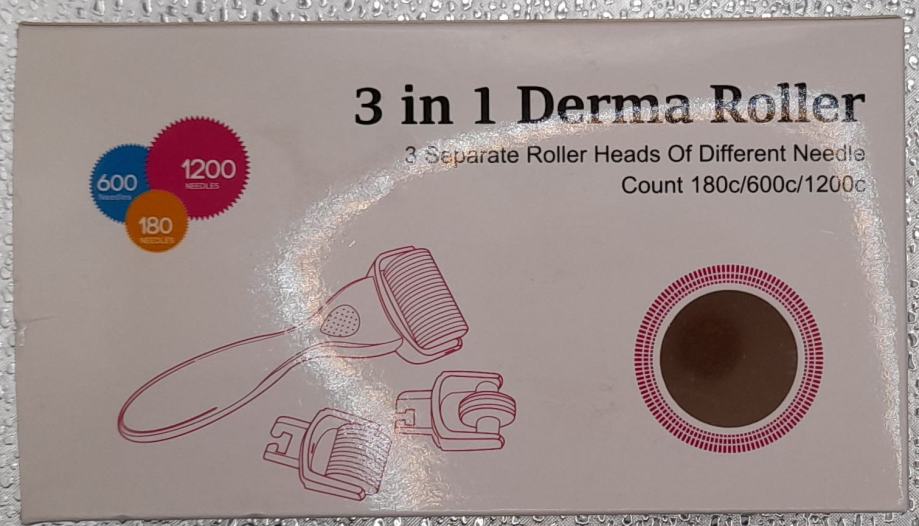 3 in 1 Derma Roller
3 Separate Roller Heads Of Different Needle
Count 180c/600c/1200c
1200
NEEDLES
600
Needles
180
NEEDLES